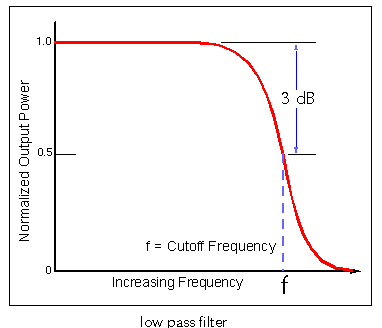 1.0
3 dB
Normalized Output Power
0.5
f = Cutoff Frequency
0
Increasing Frequency
f
low pass filter